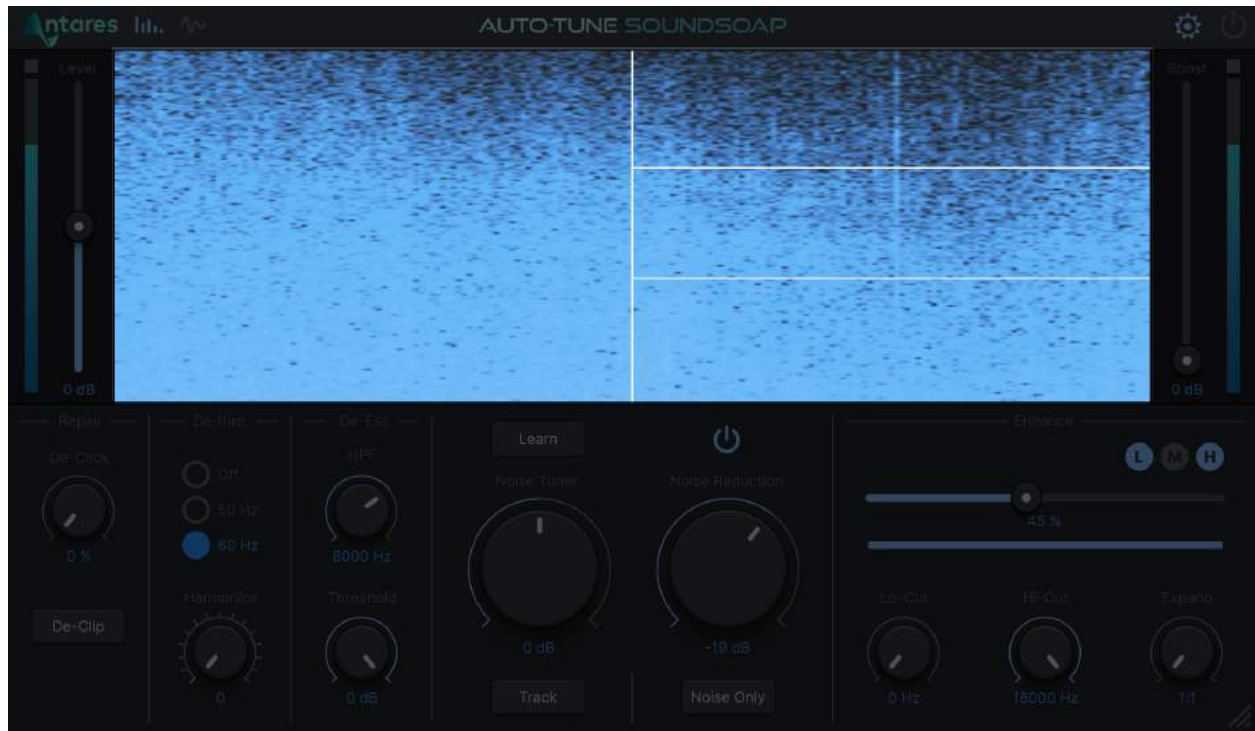 Antares AUTO-TUNE SOUNDSOAP
Level
Boost
0 dB
0 dB
Repair
De-Click
0 %
De-Clip
De-Hum
Off
50 Hz
60 Hz
Harmonics
0
De-Ess
HPF
8000 Hz
Threshold
0 dB
Learn
Noise Tuner
0 dB
Track
Noise Reduction
-19 dB
Noise Only
Enhance
L M H
45 %
Lo-Cut
0 Hz
Hi-Cut
18000 Hz
Expand
1:1